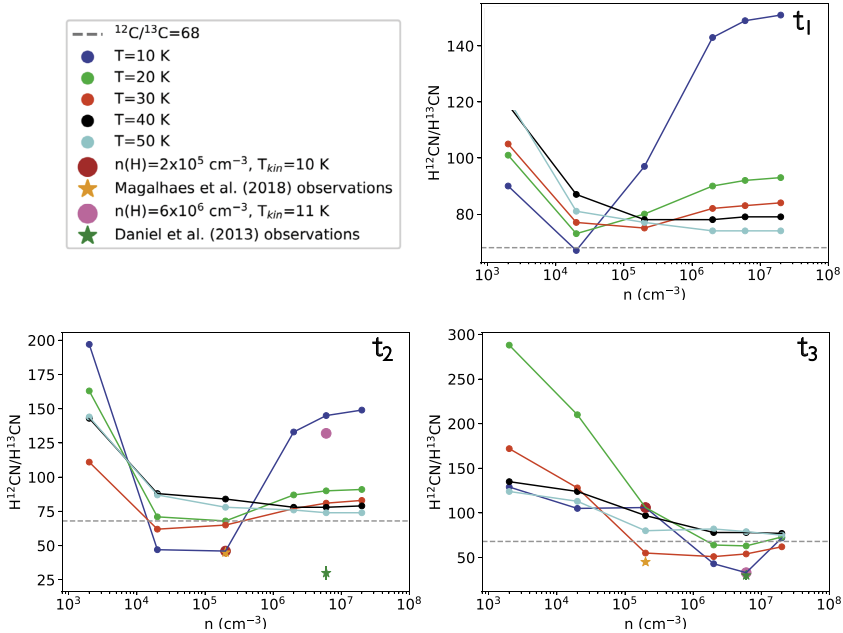 ¹²C/¹³C=68
T=10 K
T=20 K
T=30 K
T=40 K
T=50 K
n(H)=2x10⁵ cm⁻³, Tₖᵢₙ=10 K
Magalhaes et al. (2018) observations
n(H)=6x10⁶ cm⁻³, Tₖᵢₙ=11 K
Daniel et al. (2013) observations
t₁
H¹²CN/H¹³CN
140
120
100
80
10³ 10⁴ 10⁵ 10⁶ 10⁷ 10⁸
n (cm⁻³)
t₂
H¹²CN/H¹³CN
200
175
150
125
100
75
50
25
10³ 10⁴ 10⁵ 10⁶ 10⁷ 10⁸
n (cm⁻³)
t₃
H¹²CN/H¹³CN
300
250
200
150
100
50
10³ 10⁴ 10⁵ 10⁶ 10⁷ 10⁸
n (cm⁻³)